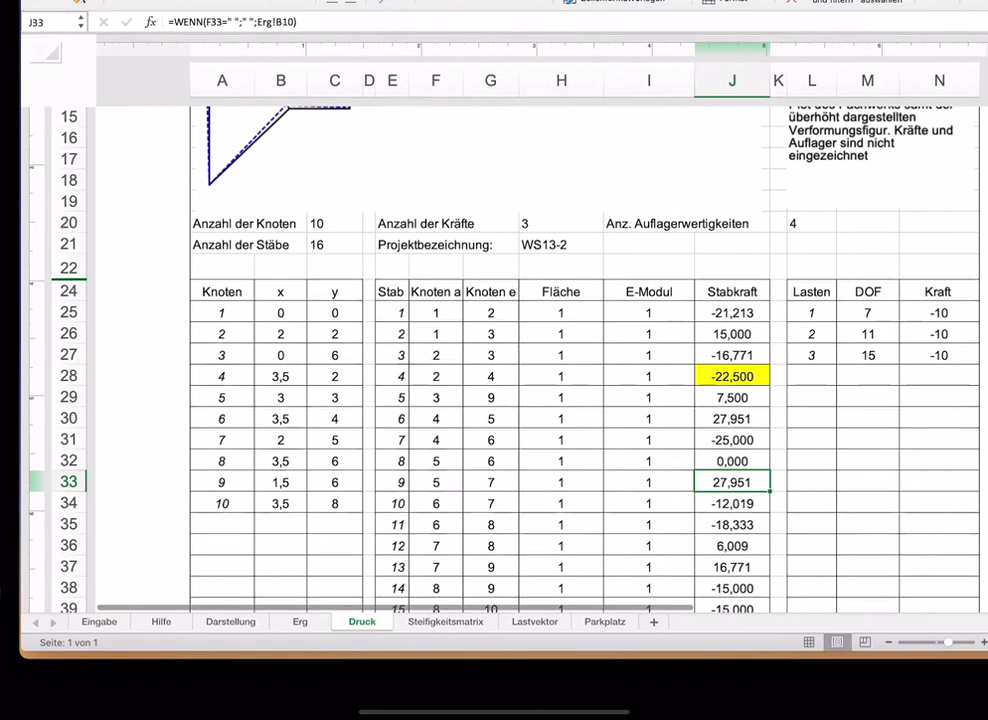 J33 fx =WENN(F33=" ";" ";Erg!B10)
1 2 3 4 5 6
A B C D E F G H I J K L M N
15
16 überhöht dargestellten
17 Verformungsfigur. Kräfte und
18 Auflager sind nicht
eingezeichnet
19
20 Anzahl der Knoten 10 Anzahl der Kräfte 3 Anz. Auflagerwertigkeiten 4
21 Anzahl der Stäbe 16 Projektbezeichnung: WS13-2
22
24 Knoten x y Stab Knoten a Knoten e Fläche E-Modul Stabkraft Lasten DOF Kraft
25 1 0 0 1 1 2 1 1 -21,213 1 7 -10
26 2 2 2 2 1 3 1 1 15,000 2 11 -10
27 3 0 6 3 2 3 1 1 -16,771 3 15 -10
28 4 3,5 2 4 2 4 1 1 -22,500
29 5 3 3 5 3 9 1 1 7,500
30 6 3,5 4 6 4 5 1 1 27,951
31 7 2 5 7 4 6 1 1 -25,000
32 8 3,5 6 8 5 6 1 1 0,000
33 9 1,5 6 9 5 7 1 1 27,951
34 10 3,5 8 10 6 7 1 1 -12,019
35 11 6 8 1 1 -18,333
36 12 7 8 1 1 6,009
37 13 7 9 1 1 16,771
38 14 8 9 1 1 -15,000
39 15 8 10 1 1 -15,000
Eingabe Hilfe Darstellung Erg Druck Steifigkeitsmatrix Lastvektor Parkplatz +
Seite: 1 von 1